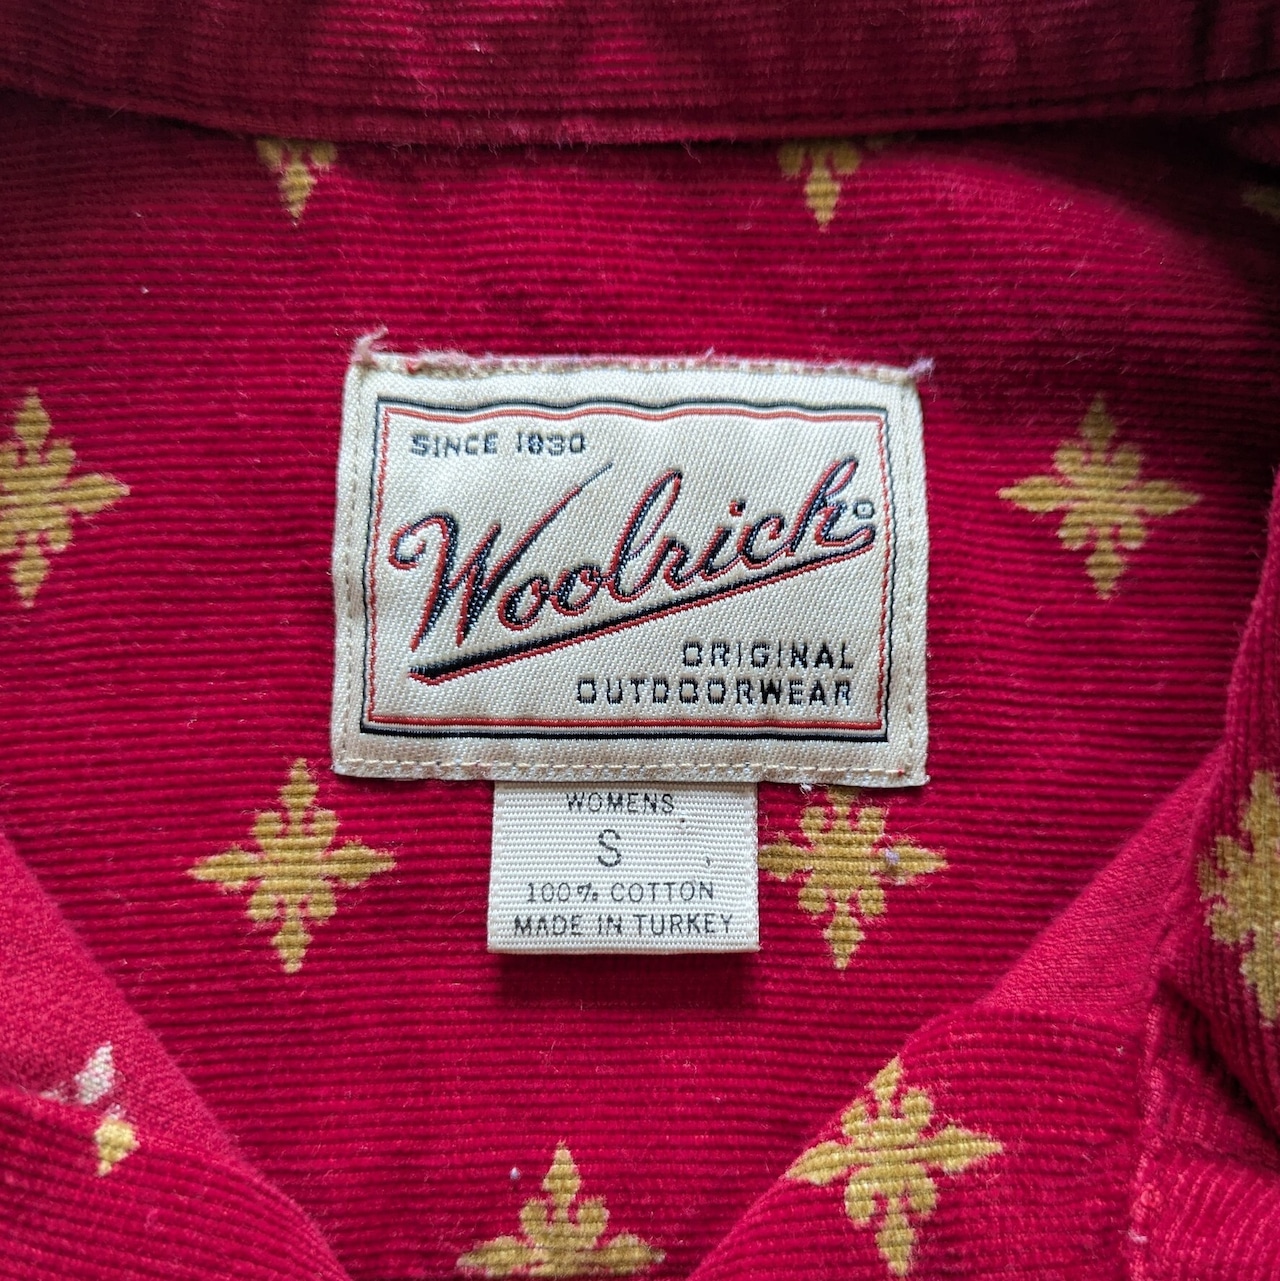 SINCE 1830
Woolrich®
ORIGINAL
OUTDOORWEAR
WOMENS
S
100% COTTON
MADE IN TURKEY